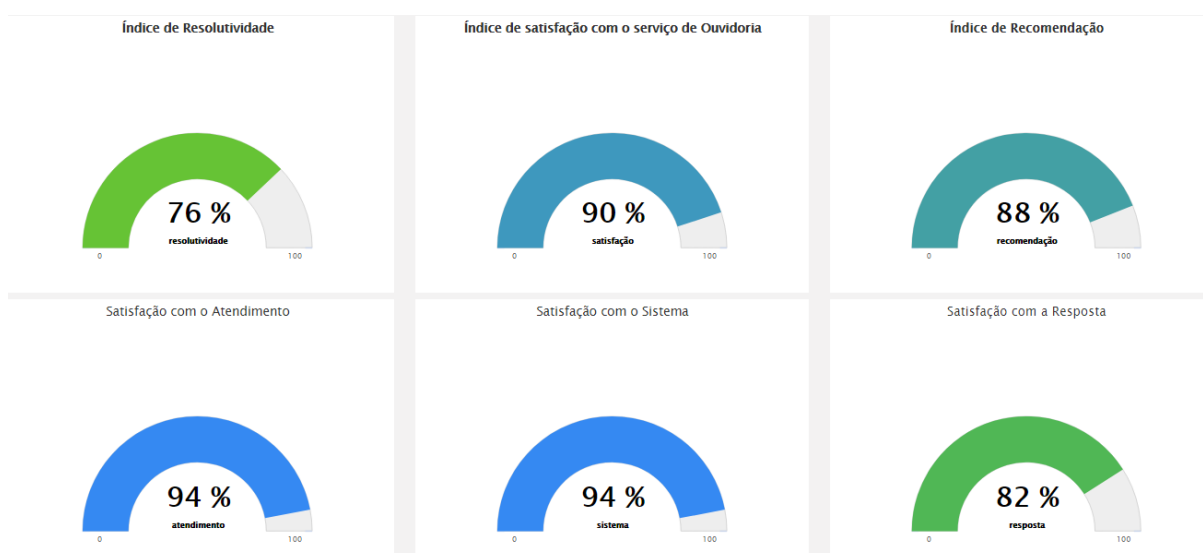 Índice de Resolutividade
76 %
resolutividade
0 100
Índice de satisfação com o serviço de Ouvidoria
90 %
satisfação
0 100
Índice de Recomendação
88 %
recomendação
0 100
Satisfação com o Atendimento
94 %
atendimento
0 100
Satisfação com o Sistema
94 %
sistema
0 100
Satisfação com a Resposta
82 %
resposta
0 100